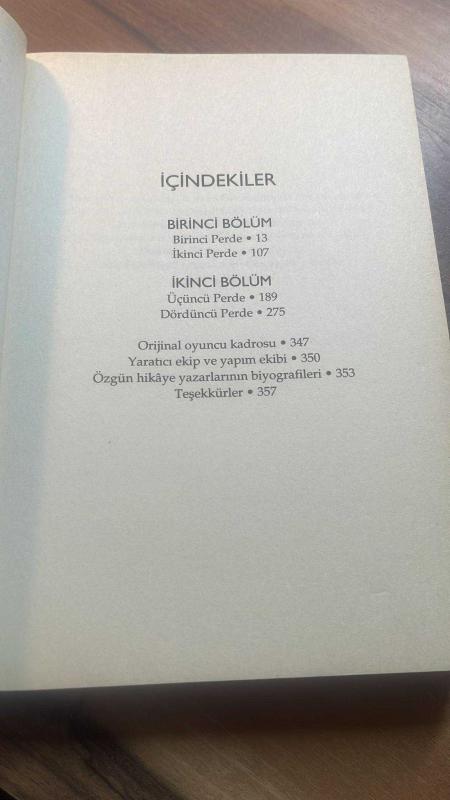 İÇİNDEKİLER
BİRİNCİ BÖLÜM
Birinci Perde • 13
İkinci Perde • 107
İKİNCİ BÖLÜM
Üçüncü Perde • 189
Dördüncü Perde • 275
Orijinal oyuncu kadrosu • 347
Yaratıcı ekip ve yapım ekibi • 350
Özgün hikâye yazarlarının biyografileri • 353
Teşekkürler • 357